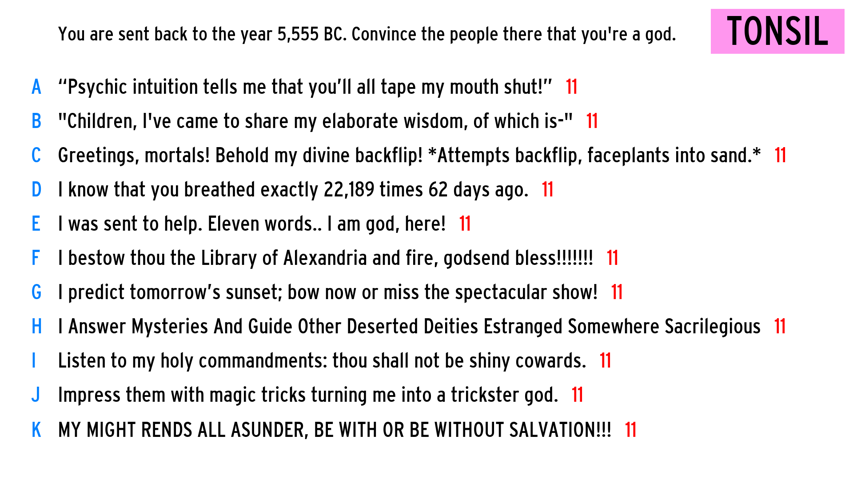 You are sent back to the year 5,555 BC. Convince the people there that you're a god.
TONSIL
A “Psychic intuition tells me that you’ll all tape my mouth shut!” 11
B "Children, I've came to share my elaborate wisdom, of which is-" 11
C Greetings, mortals! Behold my divine backflip! *Attempts backflip, faceplants into sand.* 11
D I know that you breathed exactly 22,189 times 62 days ago. 11
E I was sent to help. Eleven words.. I am god, here! 11
F I bestow thou the Library of Alexandria and fire, godsend bless!!!!!!! 11
G I predict tomorrow’s sunset; bow now or miss the spectacular show! 11
H I Answer Mysteries And Guide Other Deserted Deities Estranged Somewhere Sacrilegious 11
I Listen to my holy commandments: thou shall not be shiny cowards. 11
J Impress them with magic tricks turning me into a trickster god. 11
K MY MIGHT RENDS ALL ASUNDER, BE WITH OR BE WITHOUT SALVATION!!! 11